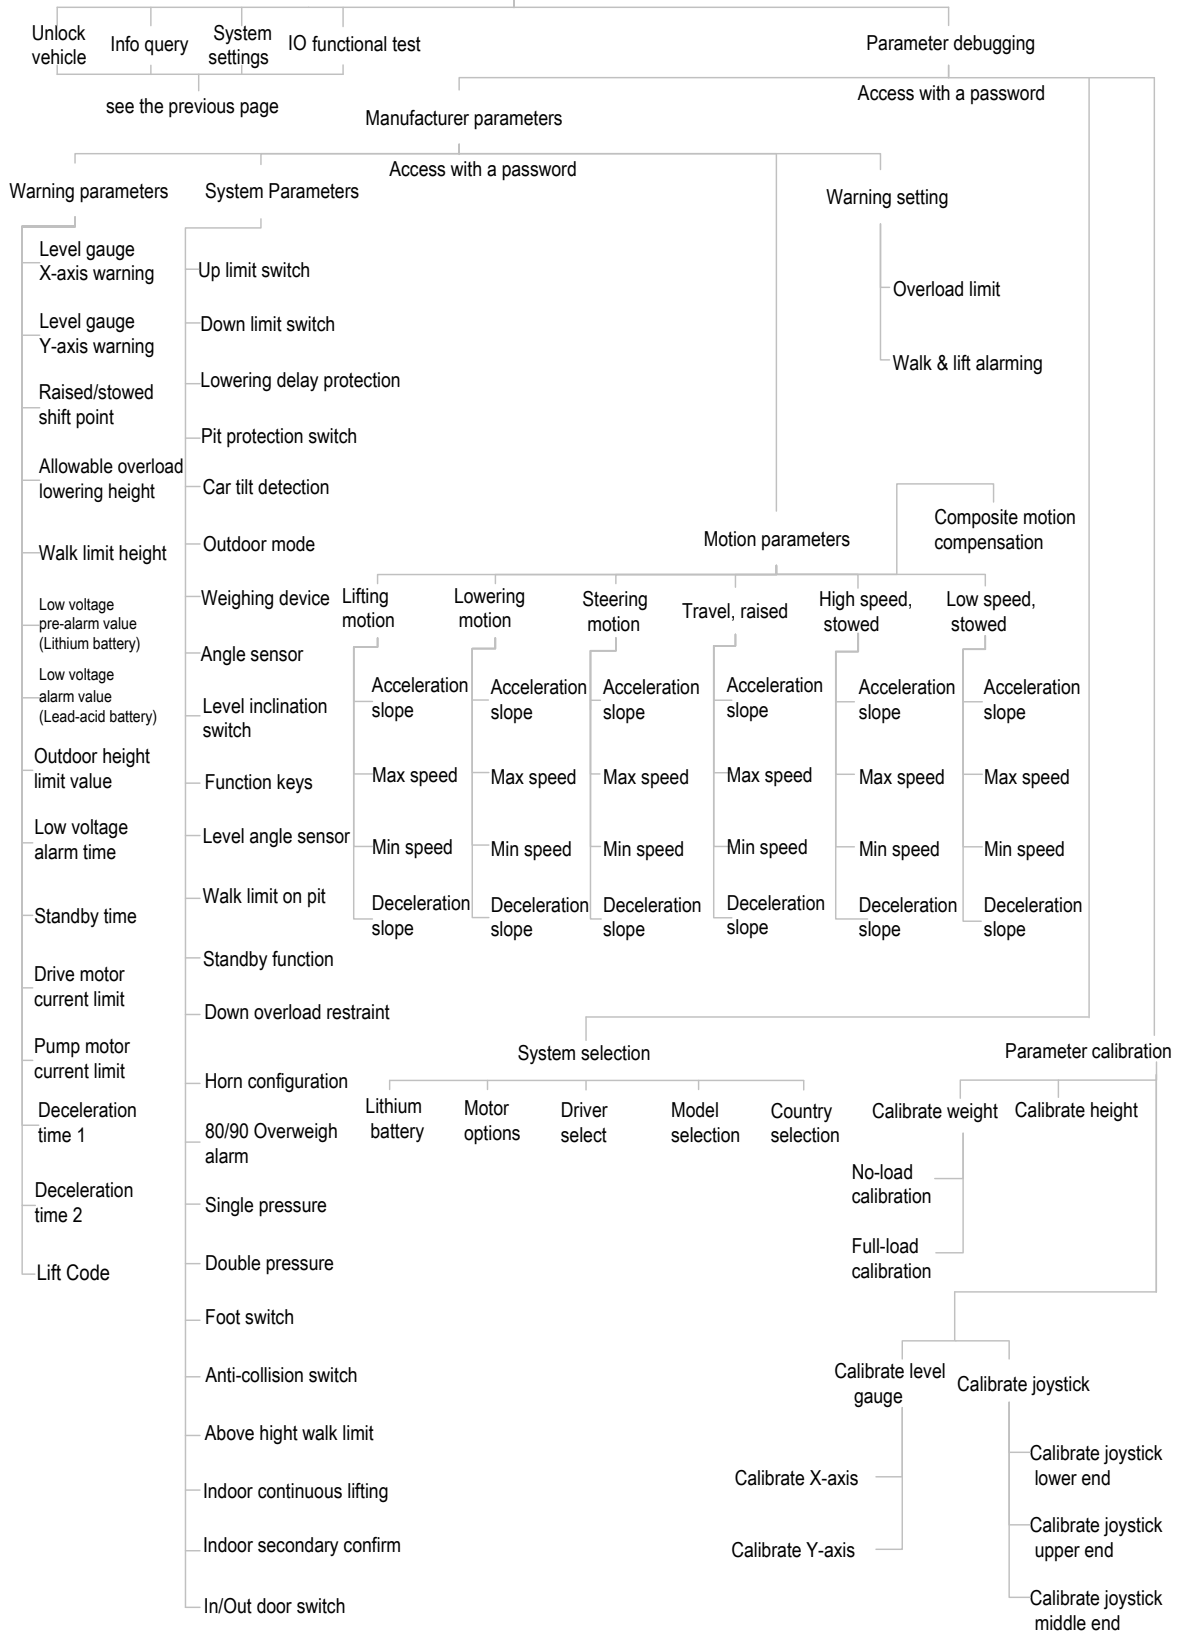 Unlock
vehicle
Info query
System
settings
IO functional test
Parameter debugging
see the previous page
Access with a password
Manufacturer parameters
Access with a password
Warning parameters
System Parameters
Warning setting
Level gauge
X-axis warning
Level gauge
Y-axis warning
Raised/stowed
shift point
Allowable overload
lowering height
Walk limit height
Low voltage
pre-alarm value
(Lithium battery)
Low voltage
alarm value
(Lead-acid battery)
Outdoor height
limit value
Low voltage
alarm time
Standby time
Drive motor
current limit
Pump motor
current limit
Deceleration
time 1
Deceleration
time 2
Lift Code
Up limit switch
Down limit switch
Lowering delay protection
Pit protection switch
Car tilt detection
Outdoor mode
Weighing device
Angle sensor
Level inclination
switch
Function keys
Level angle sensor
Walk limit on pit
Standby function
Down overload restraint
Horn configuration
80/90 Overweigh
alarm
Single pressure
Double pressure
Foot switch
Anti-collision switch
Above hight walk limit
Indoor continuous lifting
Indoor secondary confirm
In/Out door switch
Overload limit
Walk & lift alarming
Motion parameters
Composite motion
compensation
Lifting
motion
Acceleration
slope
Max speed
Min speed
Deceleration
slope
Lowering
motion
Acceleration
slope
Max speed
Min speed
Deceleration
slope
Steering
motion
Acceleration
slope
Max speed
Min speed
Deceleration
slope
Travel, raised
Acceleration
slope
Max speed
Min speed
Deceleration
slope
High speed,
stowed
Acceleration
slope
Max speed
Min speed
Deceleration
slope
Low speed,
stowed
Acceleration
slope
Max speed
Min speed
Deceleration
slope
System selection
Lithium
battery
Motor
options
Driver
select
Model
selection
Country
selection
Parameter calibration
Calibrate weight
Calibrate height
No-load
calibration
Full-load
calibration
Calibrate level
gauge
Calibrate joystick
Calibrate X-axis
Calibrate Y-axis
Calibrate joystick
lower end
Calibrate joystick
upper end
Calibrate joystick
middle end